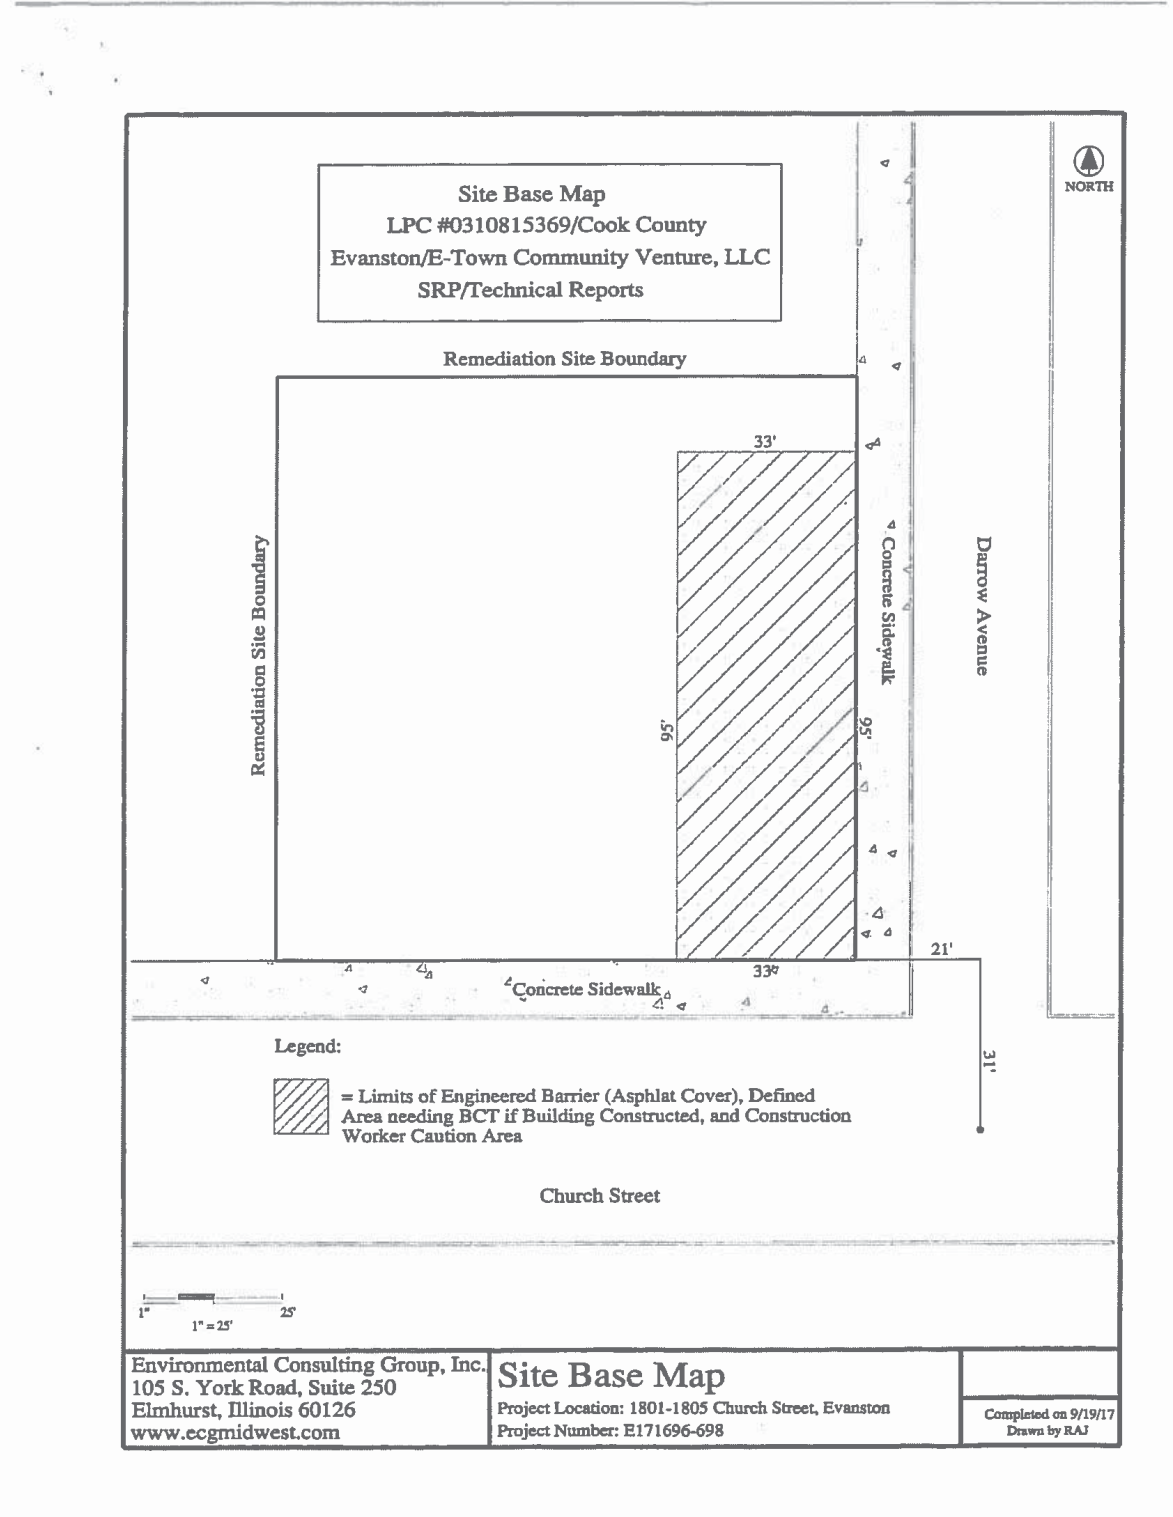 NORTH
Site Base Map
LPC #0310815369/Cook County
Evanston/E-Town Community Venture, LLC
SRP/Technical Reports
Remediation Site Boundary
33'
Remediation Site Boundary
95'
95'
Concrete Sidewalk
Darrow Avenue
21'
33'
Concrete Sidewalk
31'
Legend:
= Limits of Engineered Barrier (Asphlat Cover), Defined
Area needing BCT if Building Constructed, and Construction
Worker Caution Area
Church Street
1" 25'
1" = 25'
Environmental Consulting Group, Inc.
105 S. York Road, Suite 250
Elmhurst, Illinois 60126
www.ecgmidwest.com
Site Base Map
Project Location: 1801-1805 Church Street, Evanston
Project Number: E171696-698
Completed on 9/19/17
Drawn by RAJ